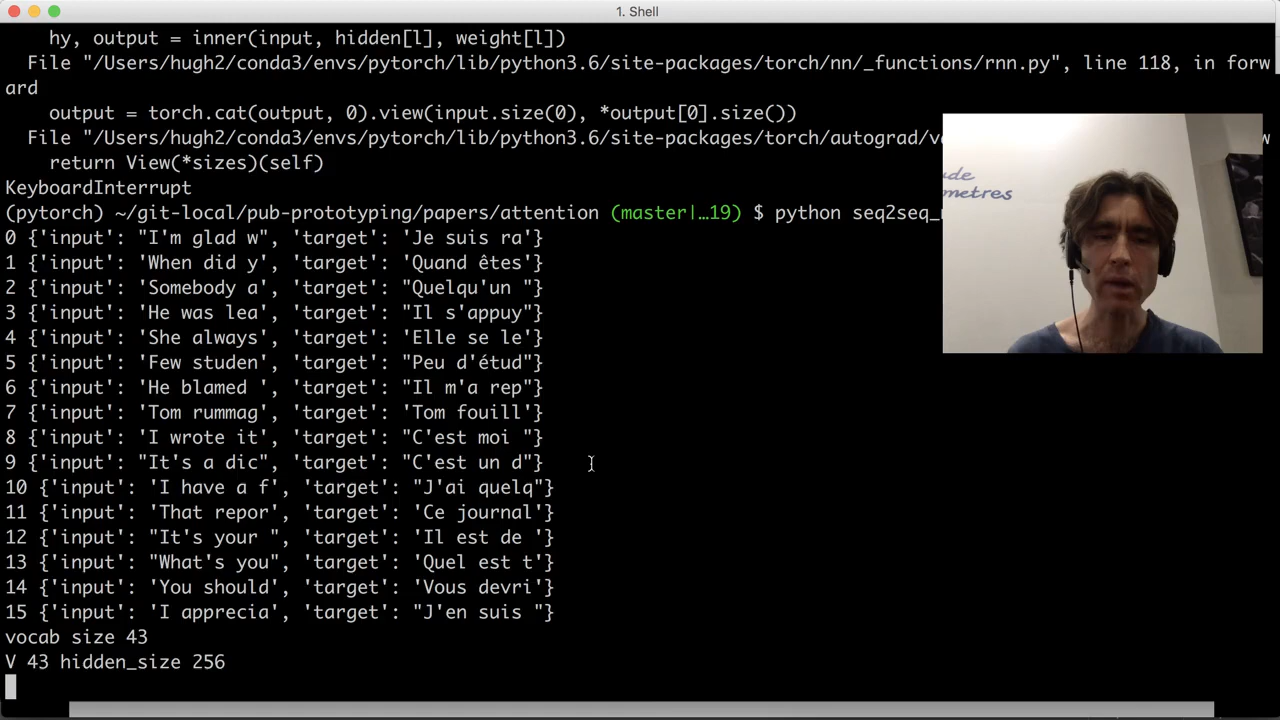 1. Shell
hy, output = inner(input, hidden[l], weight[l])
File "/Users/hugh2/conda3/envs/pytorch/lib/python3.6/site-packages/torch/nn/_functions/rnn.py", line 118, in forw
ard
output = torch.cat(output, 0).view(input.size(0), *output[0].size())
File "/Users/hugh2/conda3/envs/pytorch/lib/python3.6/site-packages/torch/autograd/
return View(*sizes)(self)
KeyboardInterrupt
(pytorch) ~/git-local/pub-prototyping/papers/attention (master|…19) $ python
0 {'input': "I'm glad w", 'target': 'Je suis ra'}
1 {'input': 'When did y', 'target': 'Quand êtes'}
2 {'input': 'Somebody a', 'target': "Quelqu'un "}
3 {'input': 'He was lea', 'target': "Il s'appuy"}
4 {'input': 'She always', 'target': 'Elle se le'}
5 {'input': 'Few studen', 'target': "Peu d'étud"}
6 {'input': 'He blamed ', 'target': "Il m'a rep"}
7 {'input': 'Tom rummag', 'target': 'Tom fouill'}
8 {'input': 'I wrote it', 'target': "C'est moi "}
9 {'input': "It's a dic", 'target': "C'est un d"}
10 {'input': 'I have a f', 'target': "J'ai quelq"}
11 {'input': 'That repor', 'target': 'Ce journal'}
12 {'input': "It's your ", 'target': 'Il est de '}
13 {'input': "What's you", 'target': 'Quel est t'}
14 {'input': 'You should', 'target': 'Vous devri'}
15 {'input': 'I apprecia', 'target': "J'en suis "}
vocab size 43
V 43 hidden_size 256